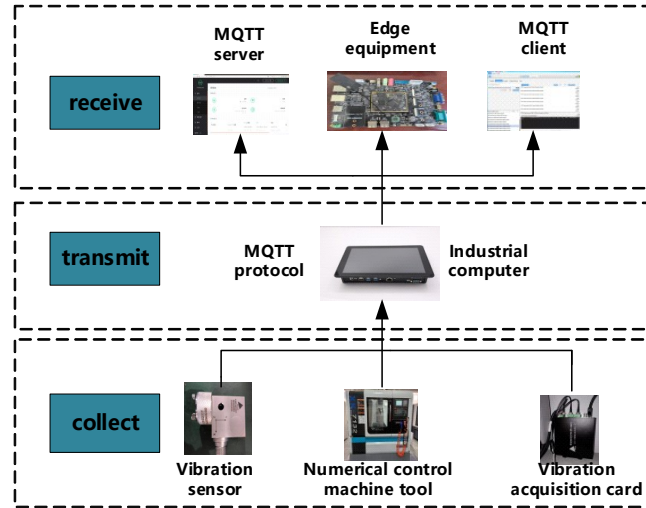 MQTT
server
Edge
equipment
MQTT
client
receive
transmit
MQTT
protocol
Industrial
computer
collect
Vibration
sensor
Numerical control
machine tool
Vibration
acquisition card